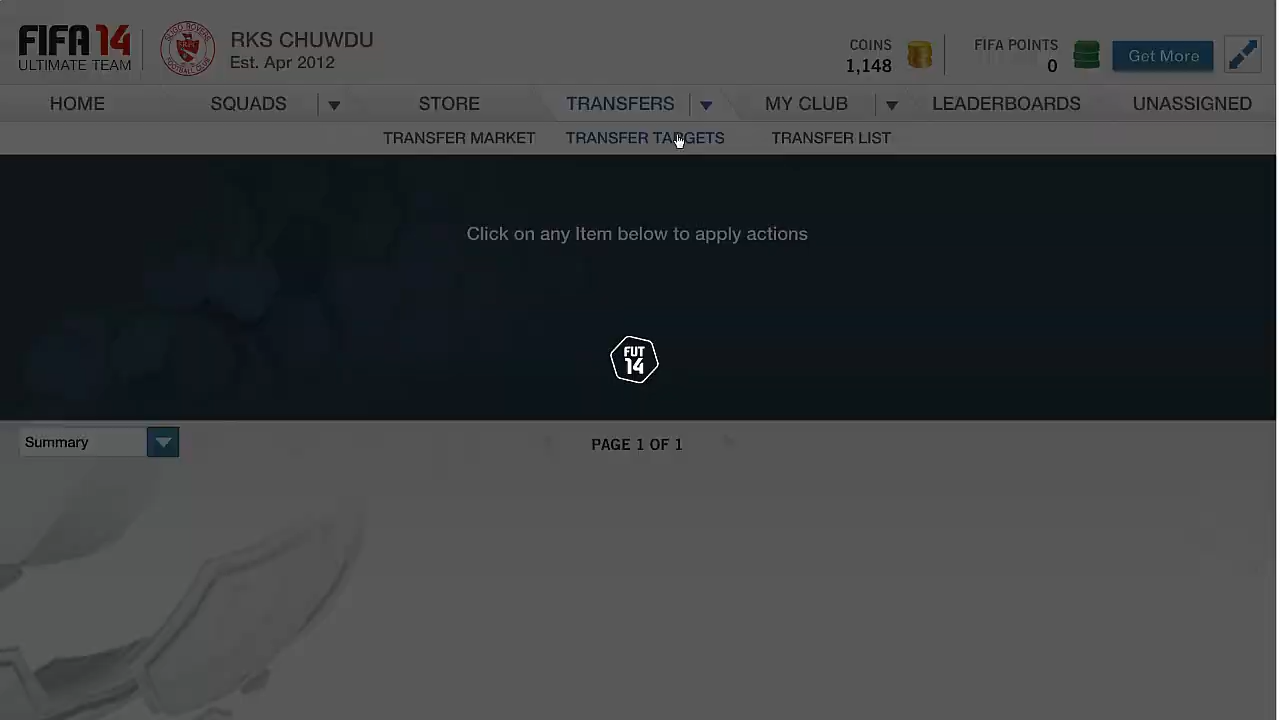 FIFA 14
ULTIMATE TEAM
RKS CHUWDU
Est. Apr 2012
COINS
1,148
FIFA POINTS
0
Get More
HOME
SQUADS
STORE
TRANSFERS
MY CLUB
LEADERBOARDS
UNASSIGNED
TRANSFER MARKET
TRANSFER TARGETS
TRANSFER LIST
Click on any Item below to apply actions
FUT
14
Summary
PAGE 1 OF 1